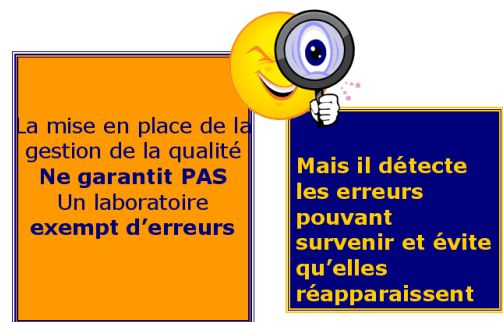 La mise en place de la
gestion de la qualité
Ne garantit PAS
Un laboratoire
exempt d’erreurs
Mais il détecte
les erreurs
pouvant
survenir et évite
qu’elles
réapparaissent